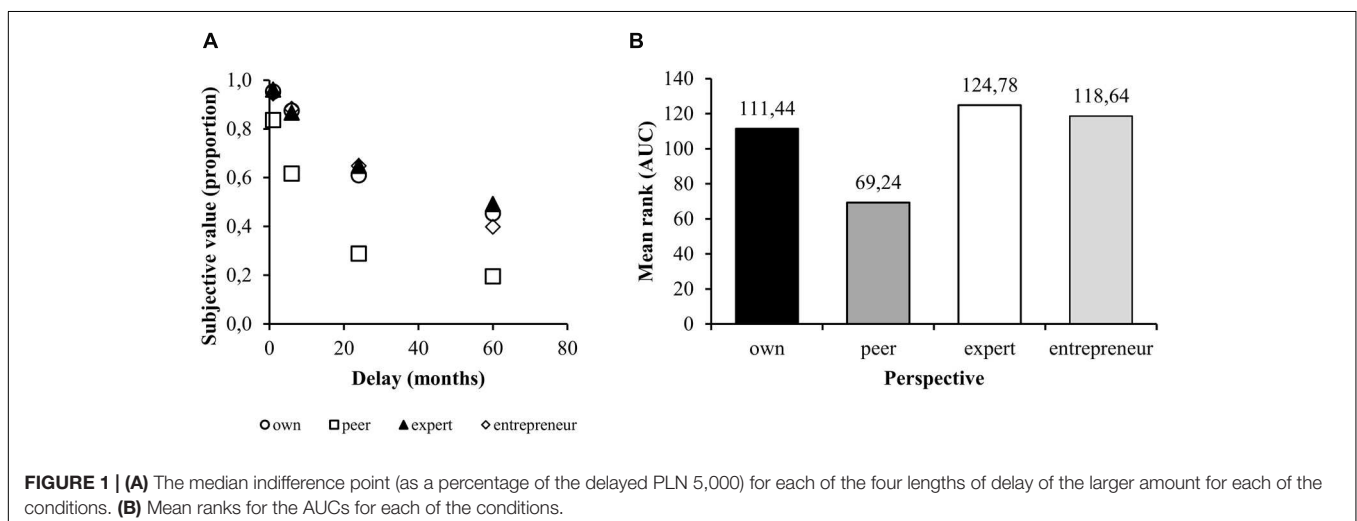 A
Subjective value (proportion)
1,0
0,8
0,6
0,4
0,2
0,0
0 20 40 60 80
Delay (months)
own peer expert entrepreneur
B
Mean rank (AUC)
140
120
100
80
60
40
20
0
111,44
69,24
124,78
118,64
own peer expert entrepreneur
Perspective
FIGURE 1 | (A) The median indifference point (as a percentage of the delayed PLN 5,000) for each of the four lengths of delay of the larger amount for each of the
conditions. (B) Mean ranks for the AUCs for each of the conditions.